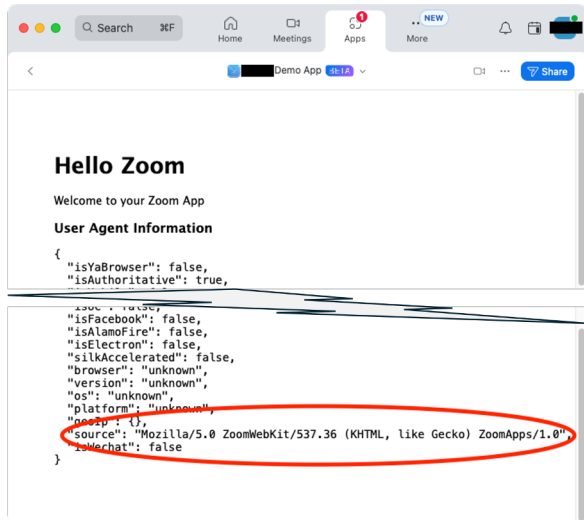 Search ⌘F
Home
Meetings
1
Apps
NEW
More
Demo App BETA
Share
Hello Zoom
Welcome to your Zoom App
User Agent Information
{
"isYaBrowser": false,
"isAuthoritative": true,
"isFacebook": false,
"isAlamoFire": false,
"isElectron": false,
"silkAccelerated": false,
"browser": "unknown",
"version": "unknown",
"os": "unknown",
"platform": "unknown",
"geoIp": {},
"source": "Mozilla/5.0 ZoomWebKit/537.36 (KHTML, like Gecko) ZoomApps/1.0",
"isWechat": false
}